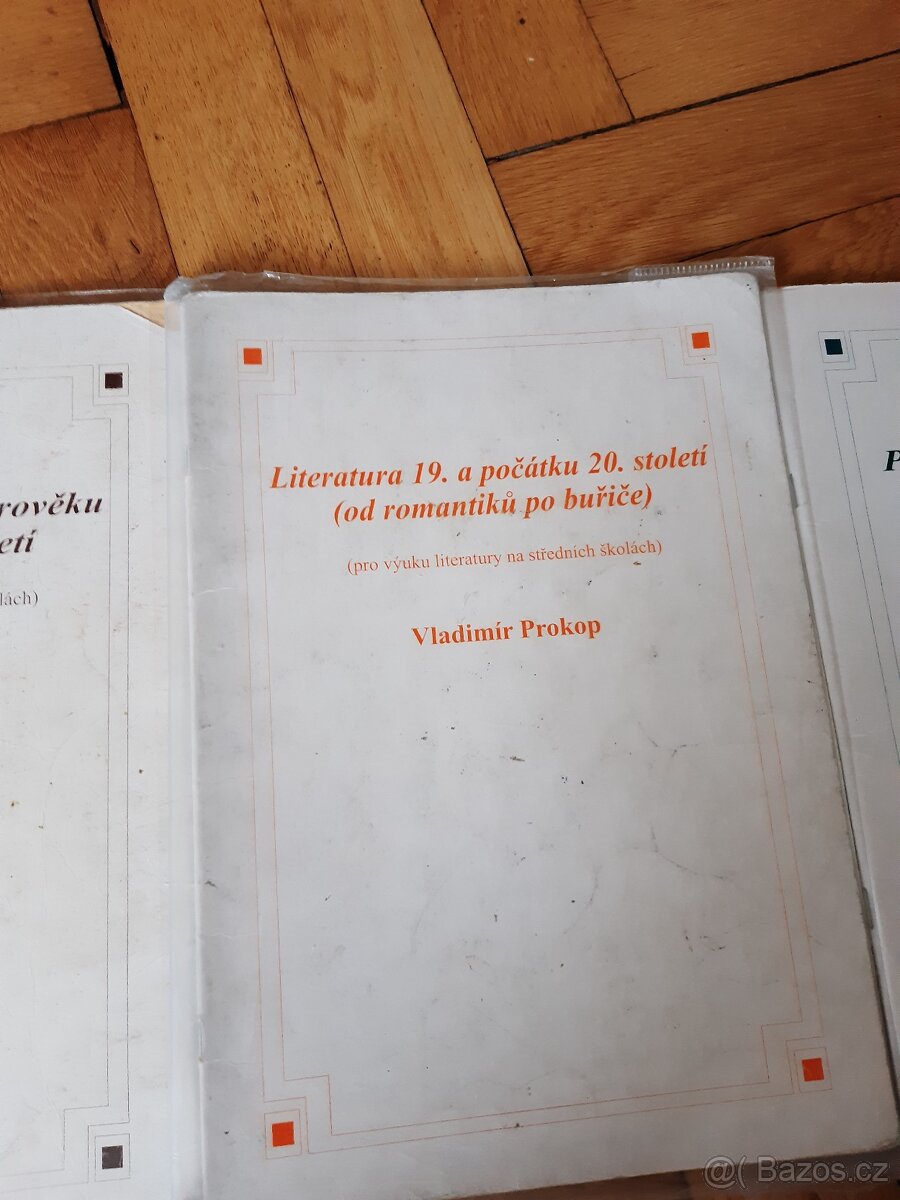 Literatura 19. a počátku 20. století
(od romantiků po buřiče)
(pro výuku literatury na středních školách)
Vladimír Prokop
rověku
etí
lách)
P
@( Bazos.cz